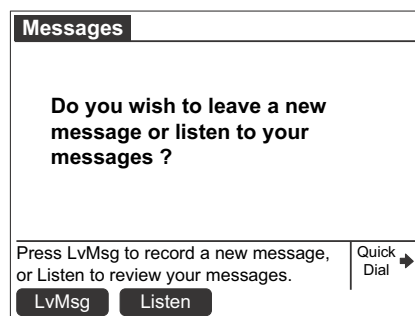 Messages
Do you wish to leave a new
message or listen to your
messages ?
Press LvMsg to record a new message,
or Listen to review your messages.
Quick
Dial
LvMsg
Listen